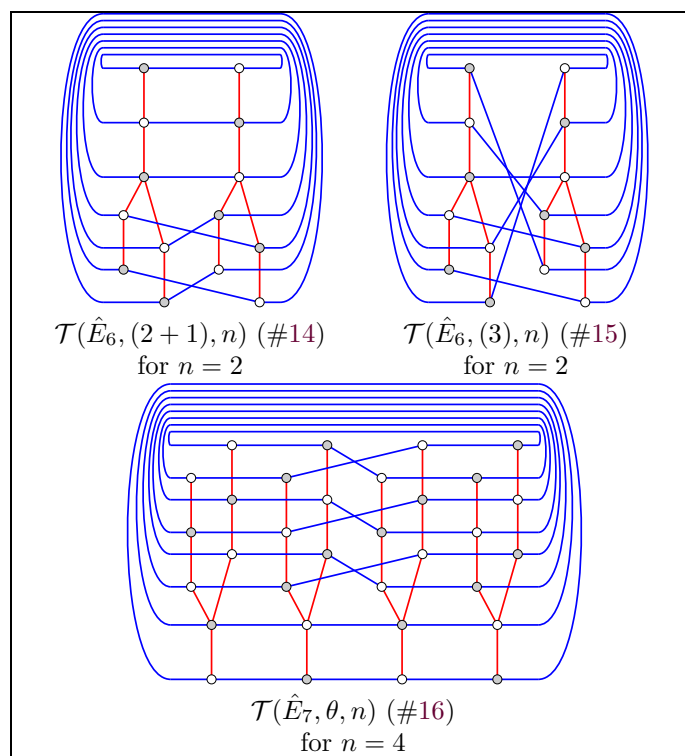 𝒯(Ê₆, (2 + 1), n) (#14)
for n = 2
𝒯(Ê₆, (3), n) (#15)
for n = 2
𝒯(Ê₇, θ, n) (#16)
for n = 4